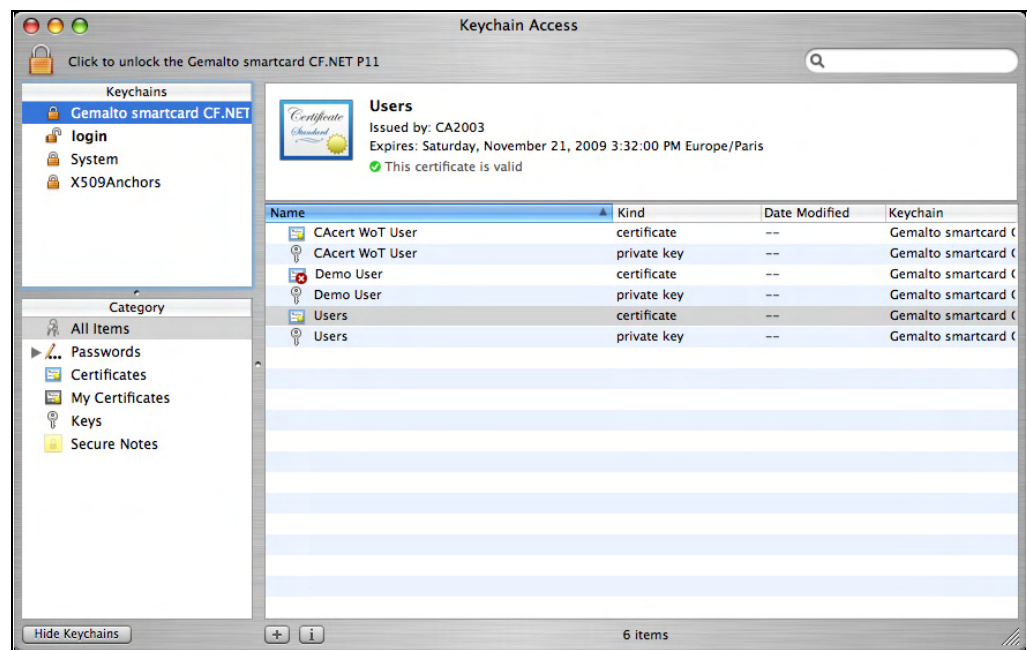 Keychain Access
Click to unlock the Gemalto smartcard CF.NET P11
Keychains
Gemalto smartcard CF.NET
login
System
X509Anchors
Certificate
Standard
Users
Issued by: CA2003
Expires: Saturday, November 21, 2009 3:32:00 PM Europe/Paris
This certificate is valid
Name Kind Date Modified Keychain
CAcert WoT User certificate -- Gemalto smartcard
CAcert WoT User private key -- Gemalto smartcard
Demo User certificate -- Gemalto smartcard
Demo User private key -- Gemalto smartcard
Users certificate -- Gemalto smartcard
Users private key -- Gemalto smartcard
Category
All Items
Passwords
Certificates
My Certificates
Keys
Secure Notes
Hide Keychains
+ i
6 items